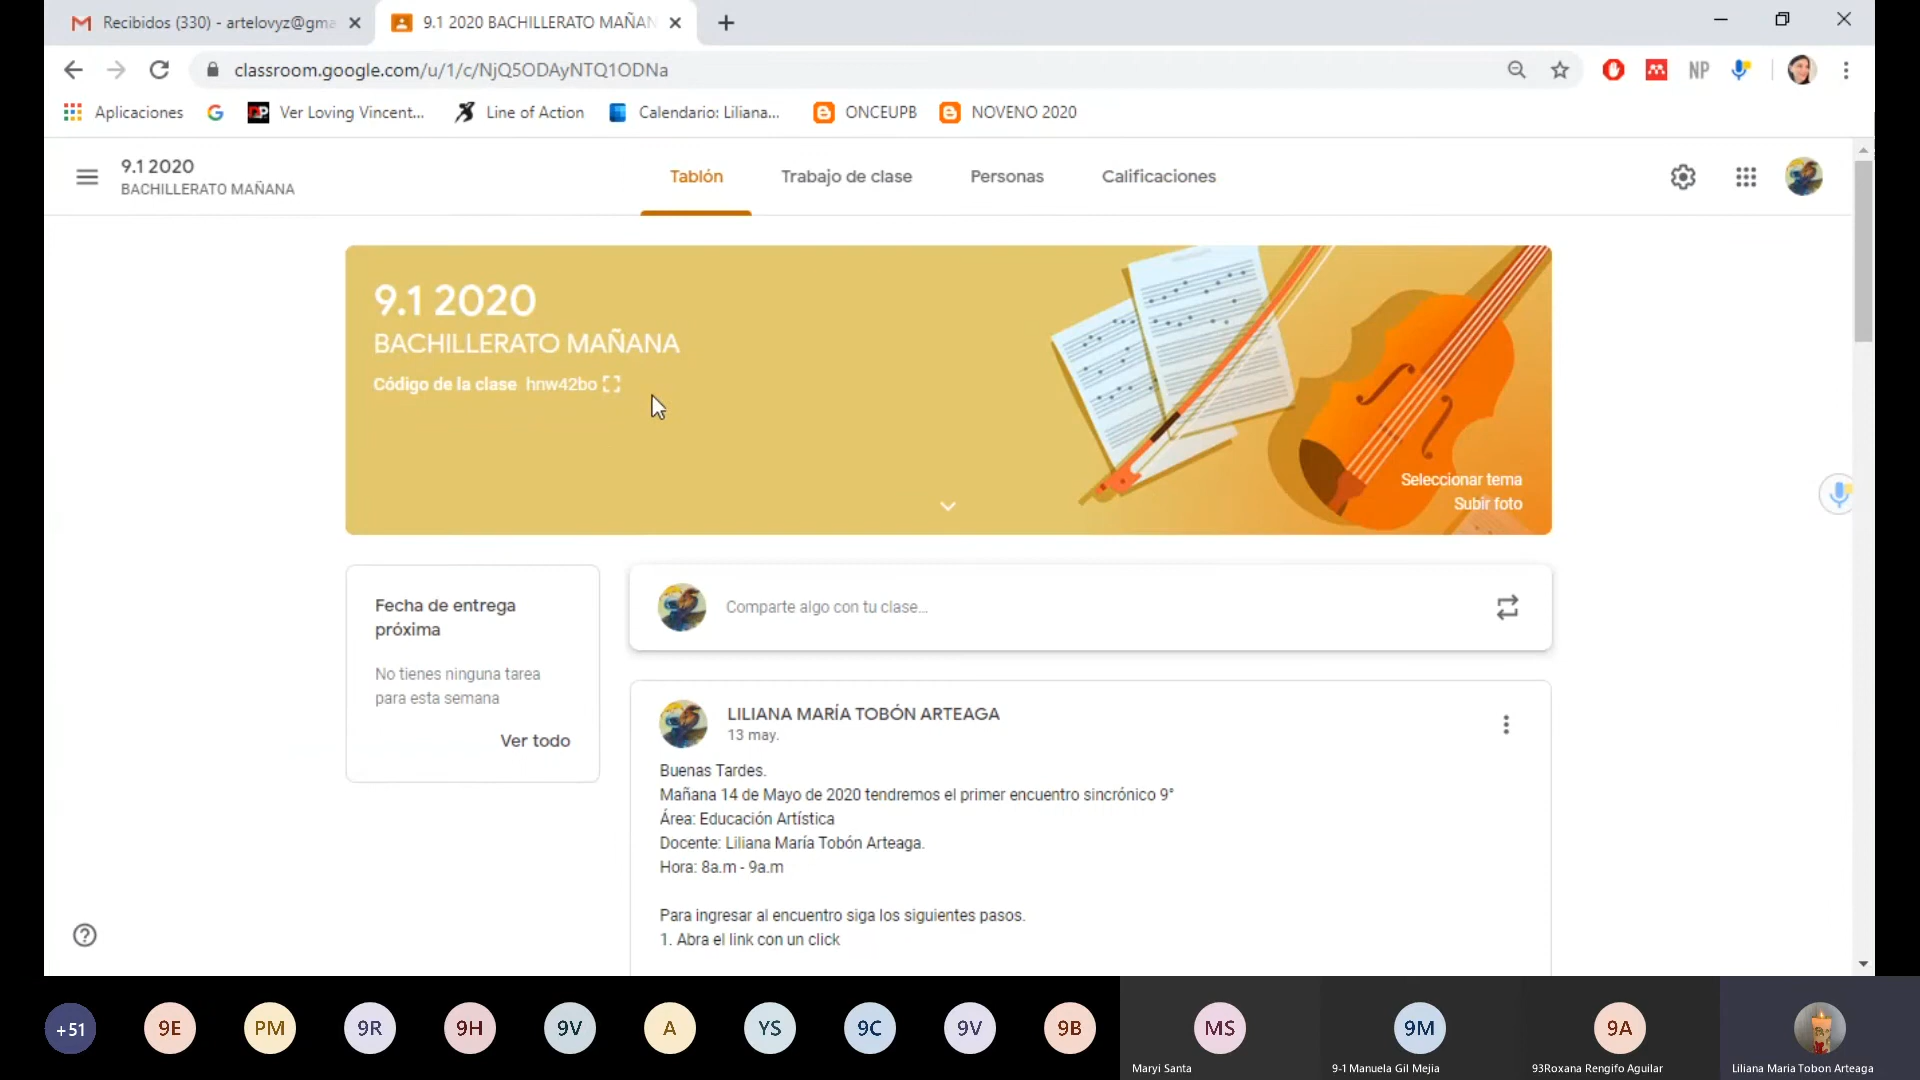 Recibidos (330) - artelovyz@gma
9.1 2020 BACHILLERATO MAÑAN
classroom.google.com/u/1/c/NjQ5ODAyNTQ1ODNa
NP
Aplicaciones
Ver Loving Vincent...
Line of Action
Calendario: Liliana...
ONCEUPB
NOVENO 2020
9.1 2020
BACHILLERATO MAÑANA
Tablón
Trabajo de clase
Personas
Calificaciones
9.1 2020
BACHILLERATO MAÑANA
Código de la clase hnw42bo
Seleccionar tema
Subir foto
Fecha de entrega
próxima
No tienes ninguna tarea
para esta semana
Ver todo
Comparte algo con tu clase...
LILIANA MARÍA TOBÓN ARTEAGA
13 may.
Buenas Tardes.
Mañana 14 de Mayo de 2020 tendremos el primer encuentro sincrónico 9°
Área: Educación Artística
Docente: Liliana María Tobón Arteaga.
Hora: 8a.m - 9a.m
Para ingresar al encuentro siga los siguientes pasos.
1. Abra el link con un click
+51
9E
PM
9R
9H
9V
A
YS
9C
9V
9B
MS
9M
9A
Maryi Santa
9-1 Manuela Gil Mejia
93Roxana Rengifo Aguilar
Liliana Maria Tobon Arteaga